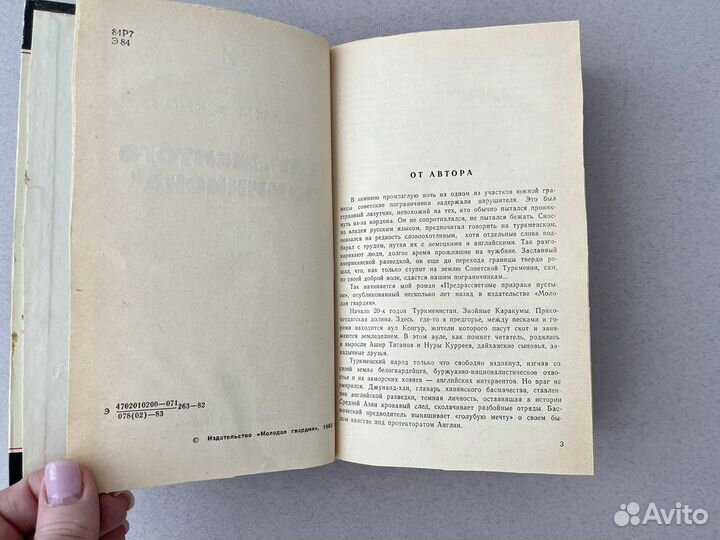 84Р7
Э 84
Э 4702010200—071 263—82
078(02)—83
© Издательство «Молодая гвардия», 1983
ОТ АВТОРА
В зимнюю промозглую ночь на одном из участков южной гра-
ницы советские пограничники задержали нарушителя. Это был
странный лазутчик, непохожий на тех, кто обычно пытался проник-
нуть из-за кордона. Он не сопротивлялся, не пытался бежать. Снос-
но владея русским языком, предпочитал говорить на туркменском,
оказался на редкость словоохотливым, хотя отдельные слова под-
бирал с трудом, путая их с немецкими и английскими. Так разго-
варивают люди, долгое время прожившие на чужбине. Засланный
американской разведкой, он еще до перехода границы твердо ре-
шил, что, как только ступит на землю Советской Туркмении, сам,
по своей доброй воле, сдастся нашим пограничникам...
Так начинается мой роман «Предрассветные призраки пусты-
ни», опубликованный несколько лет назад в издательстве «Моло-
дая гвардия».
Начало 20-х годов Туркменистан. Знойные Каракумы. Прико-
петдагская долина. Здесь, где-то в предгорье, между песками и го-
рами находится аул Конгур, жители которого пасут скот и зани-
маются земледелием. В этом ауле, как помнит читатель, родились
и выросли Ашир Таганов и Нуры Курреев, дайханские сыновья, за-
кадычные друзья.
Туркменский народ только что свободно вздохнул, изгнав со
своей земли белогвардейцев, буржуазно-националистическое охво-
стье и их заморских хозяев — английских интервентов. Но враг не
смирился. Джунаид-хан, главарь хивинского басмачества, ставлен-
ник английской разведки, темная личность, оставившая в истории
Средней Азии кровавый след, сколачивает разбойные отряды. Бас-
маческий предводитель вынашивает «голубую мечту» о своем бы-
лом ханстве под протекторатом Англии.
3
Avito